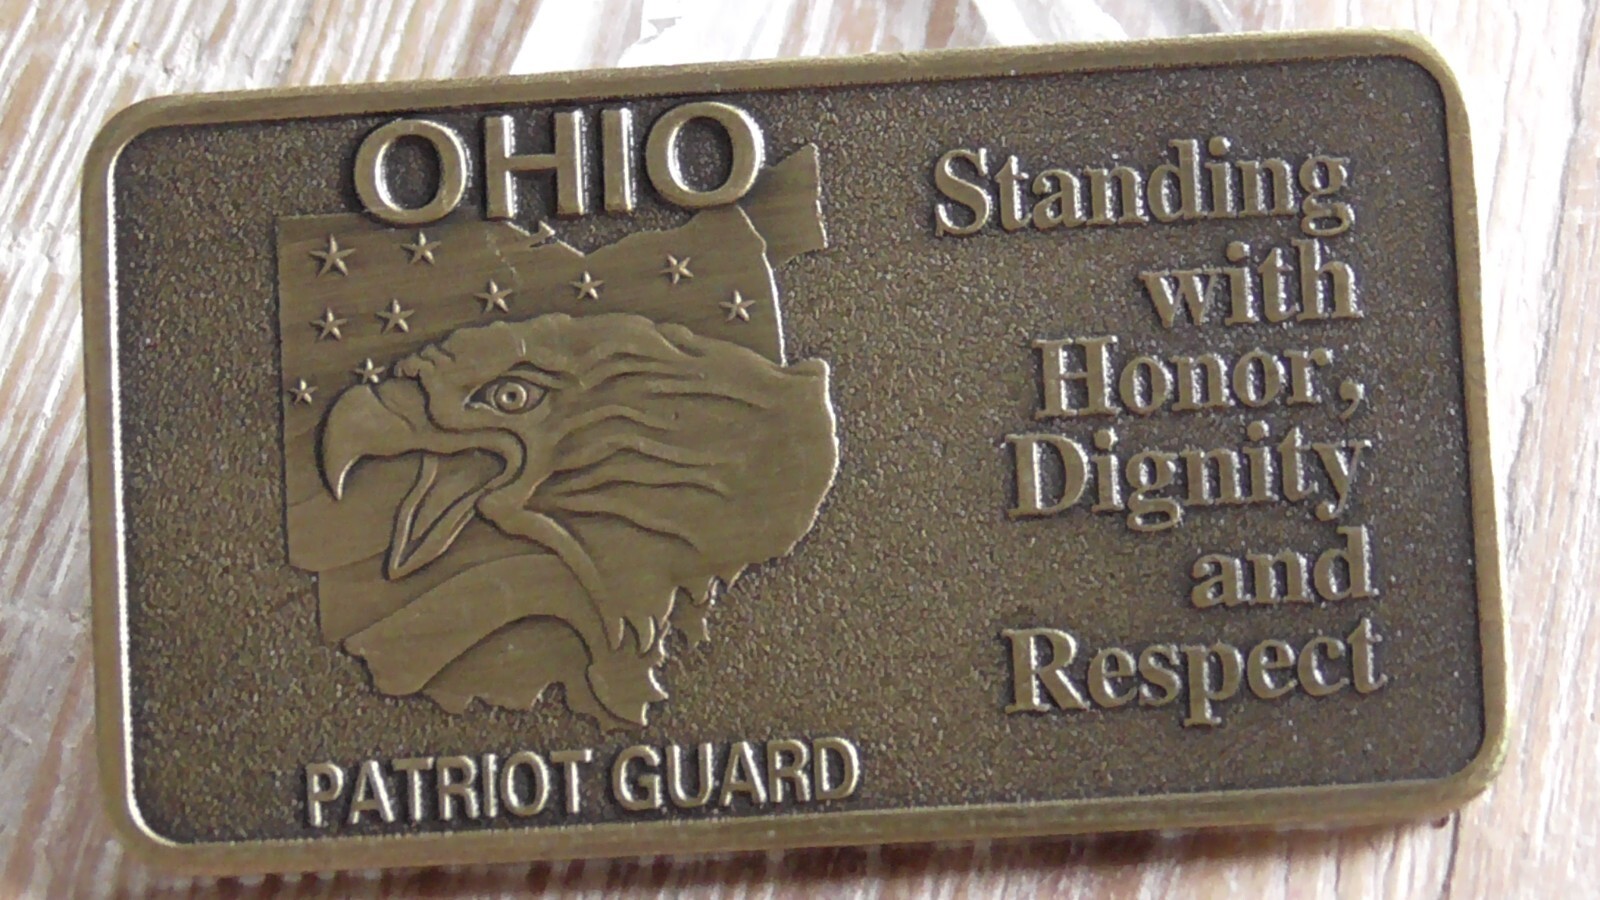 OHIO
PATRIOT GUARD
Standing
with
Honor,
Dignity
and
Respect